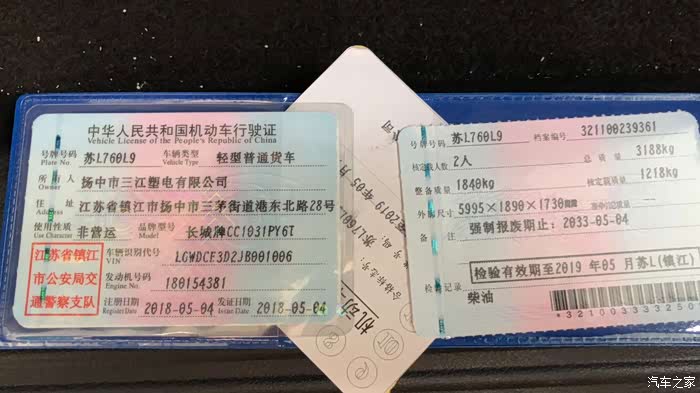 中华人民共和国机动车行驶证
Vehicle License of the People's Republic of China
号牌号码 苏L760L9 车辆类型 轻型普通货车
Plate No. Vehicle Type
所有人 扬中市三江塑电有限公司
Owner
住址 江苏省镇江市扬中市三茅街道港东北路28号
Address
使用性质 非营运 品牌型号 长城牌CC1031PY6T
Use Character Model
江苏省镇江
市公安局交
通警察支队
车辆识别代号 LGWDCF3D2JB001006
VIN
发动机号码 180154381
Engine No.
注册日期 2018-05-04 发证日期 2018-05-04
Register Date Issue Date
号牌号码 苏L760L9 档案编号 321100239361
核定载人数 2人 总质量 3188kg
整备质量 1840kg 核定载质量 1218kg
外廓尺寸 5995×1890×1730
备注 强制报废期止：2033-05-04
检验有效期至2019 年05 月苏L(镇江)
检验记录
柴油
机动
汽车之家